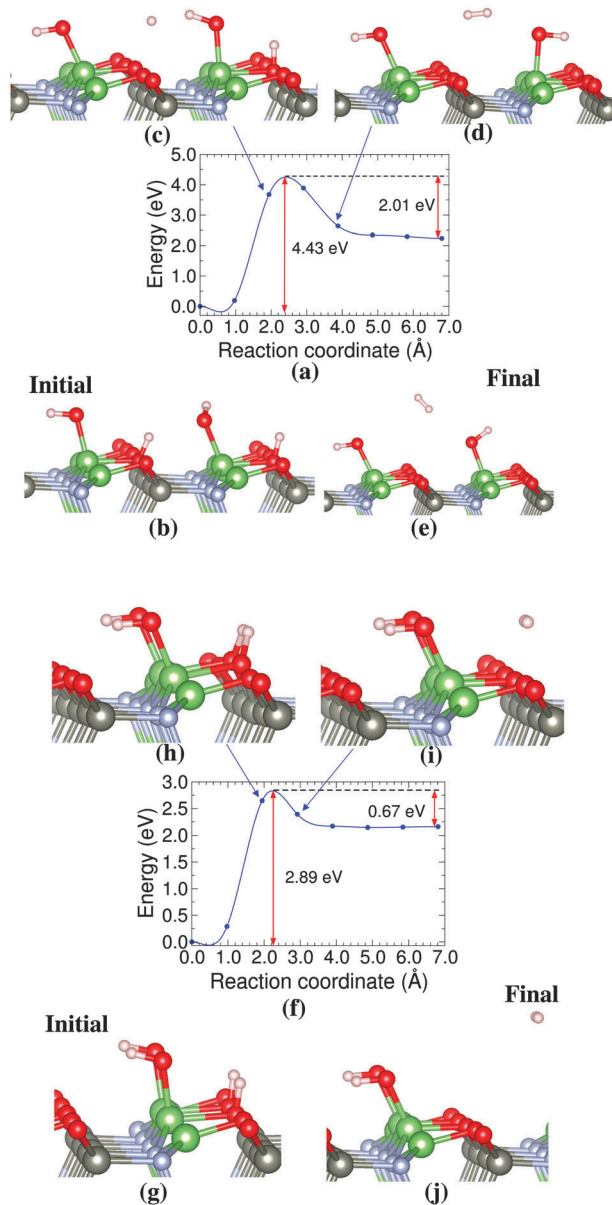 (c)
(d)
5.0
4.0
3.0
2.0
1.0
0.0
Energy (eV)
4.43 eV
2.01 eV
0.0 1.0 2.0 3.0 4.0 5.0 6.0 7.0
Reaction coordinate (Å)
(a)
Initial
Final
(b)
(e)
(h)
(i)
3.0
2.5
2.0
1.5
1.0
0.5
0.0
Energy (eV)
2.89 eV
0.67 eV
0.0 1.0 2.0 3.0 4.0 5.0 6.0 7.0
Reaction coordinate (Å)
(f)
Initial
Final
(g)
(j)